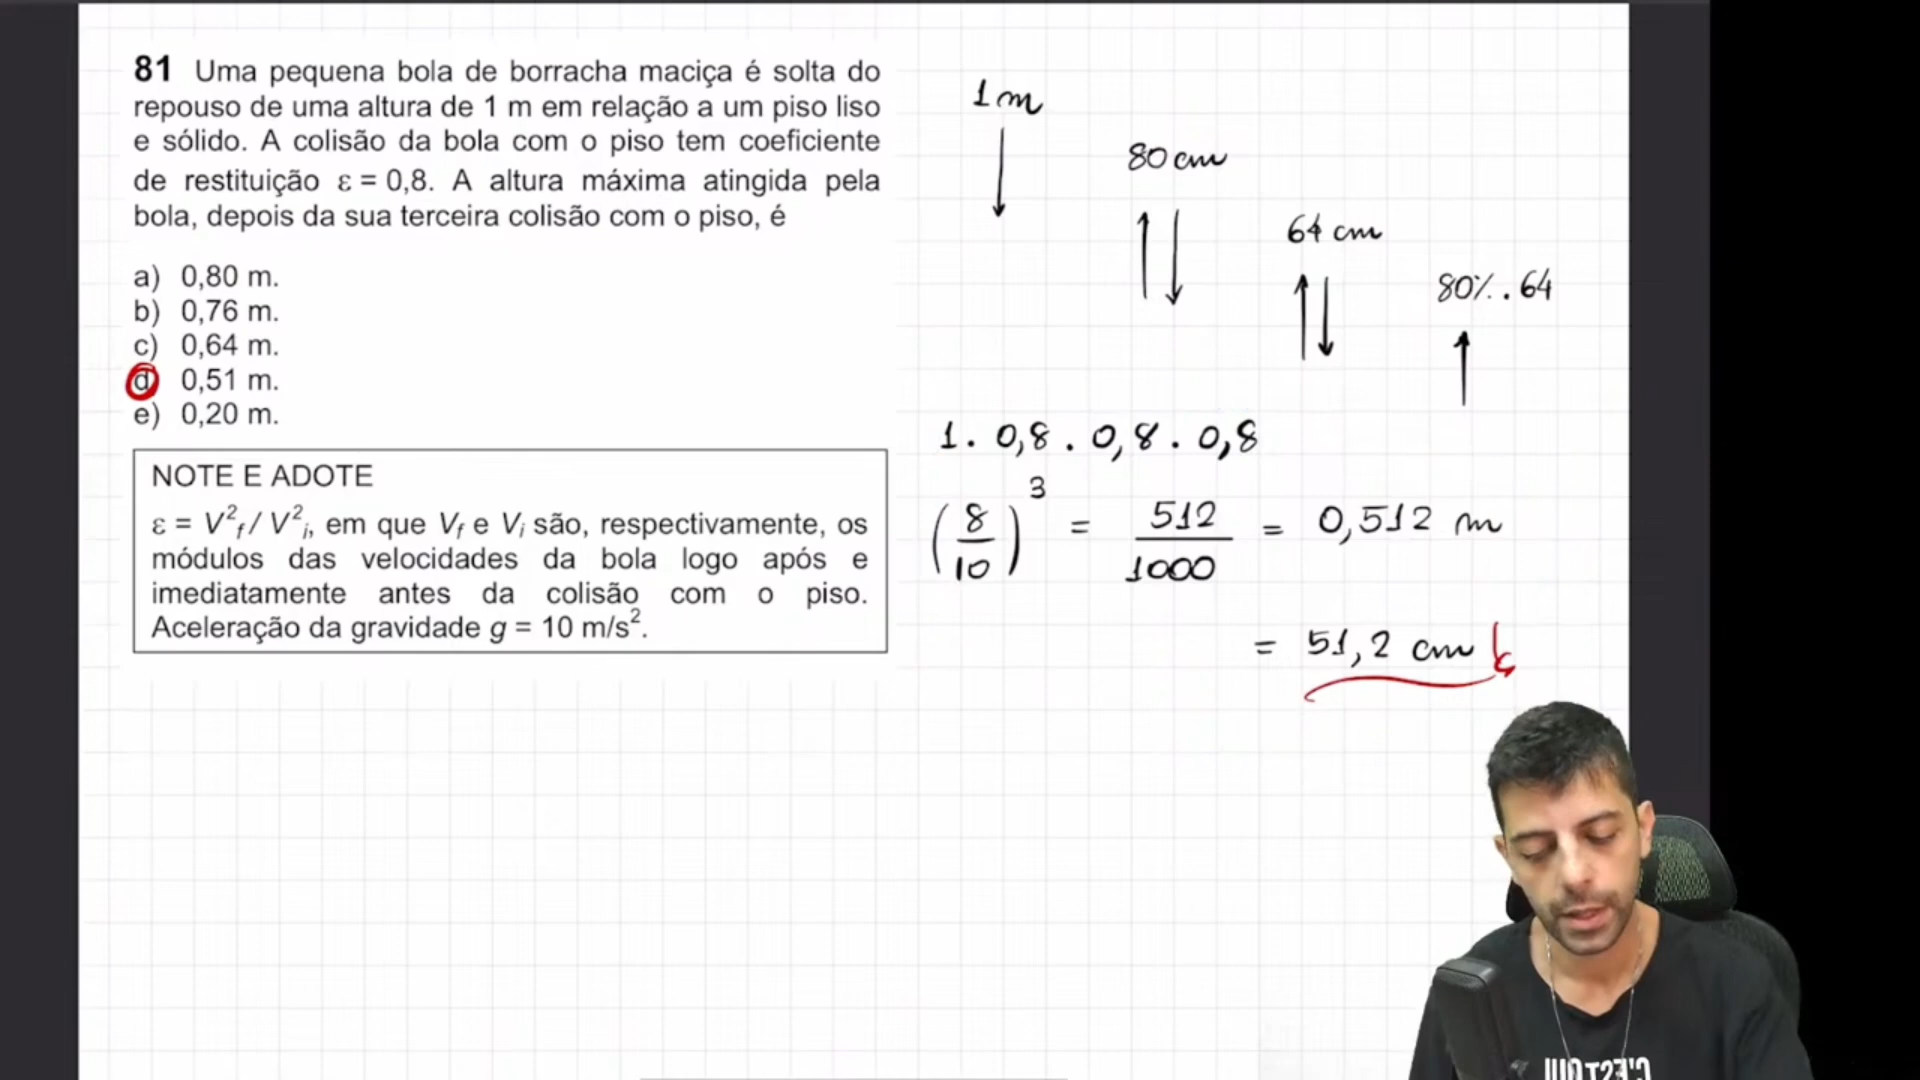 81 Uma pequena bola de borracha maciça é solta do
repouso de uma altura de 1 m em relação a um piso liso
e sólido. A colisão da bola com o piso tem coeficiente
de restituição ε = 0,8. A altura máxima atingida pela
bola, depois da sua terceira colisão com o piso, é
a) 0,80 m.
b) 0,76 m.
c) 0,64 m.
d) 0,51 m.
e) 0,20 m.
NOTE E ADOTE
ε = V²f / V²i, em que Vf e Vi são, respectivamente, os
módulos das velocidades da bola logo após e
imediatamente antes da colisão com o piso.
Aceleração da gravidade g = 10 m/s².
1 m
80 cm
64 cm
80% . 64
1 . 0,8 . 0,8 . 0,8
(8/10)³ = 512/1000 = 0,512 m
= 51,2 cm